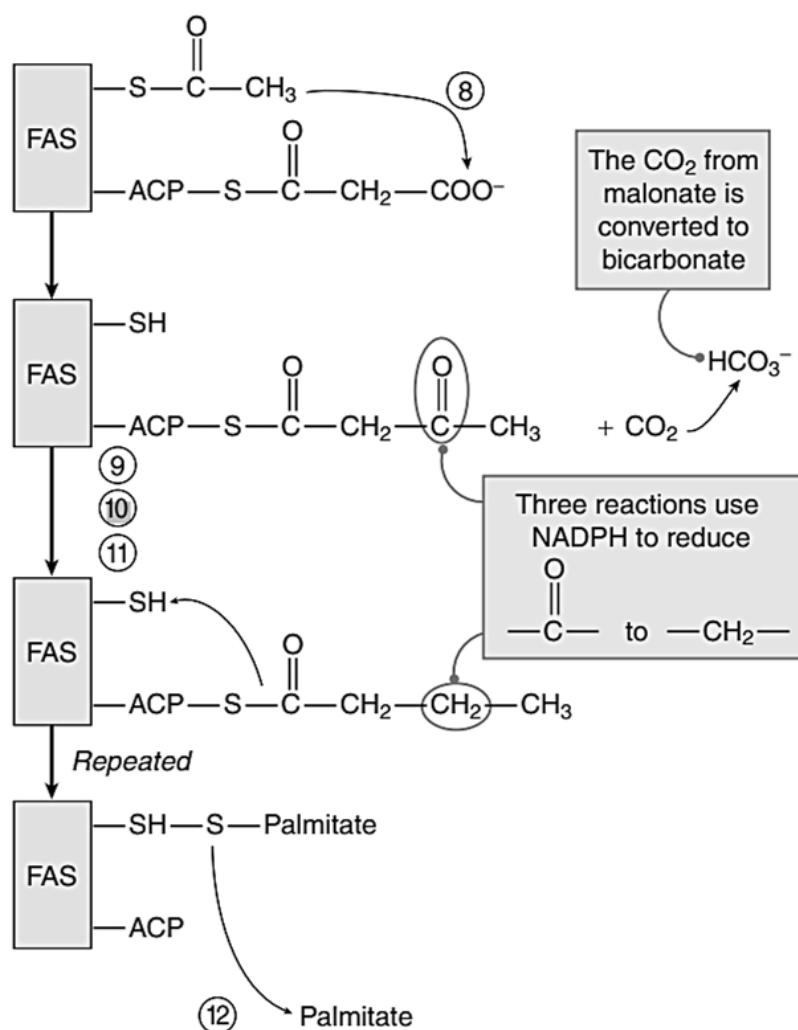 O
S—C—CH₃
⑧
FAS
O
ACP—S—C—CH₂—COO⁻
The CO₂ from
malonate is
converted to
bicarbonate
SH
HCO₃⁻
FAS
O
O
ACP—S—C—CH₂—C—CH₃
+ CO₂
⑨
⑩
⑪
Three reactions use
NADPH to reduce
O
—C— to —CH₂—
SH
FAS
O
ACP—S—C—CH₂—CH₂—CH₃
Repeated
SH—S—Palmitate
FAS
ACP
⑫
Palmitate